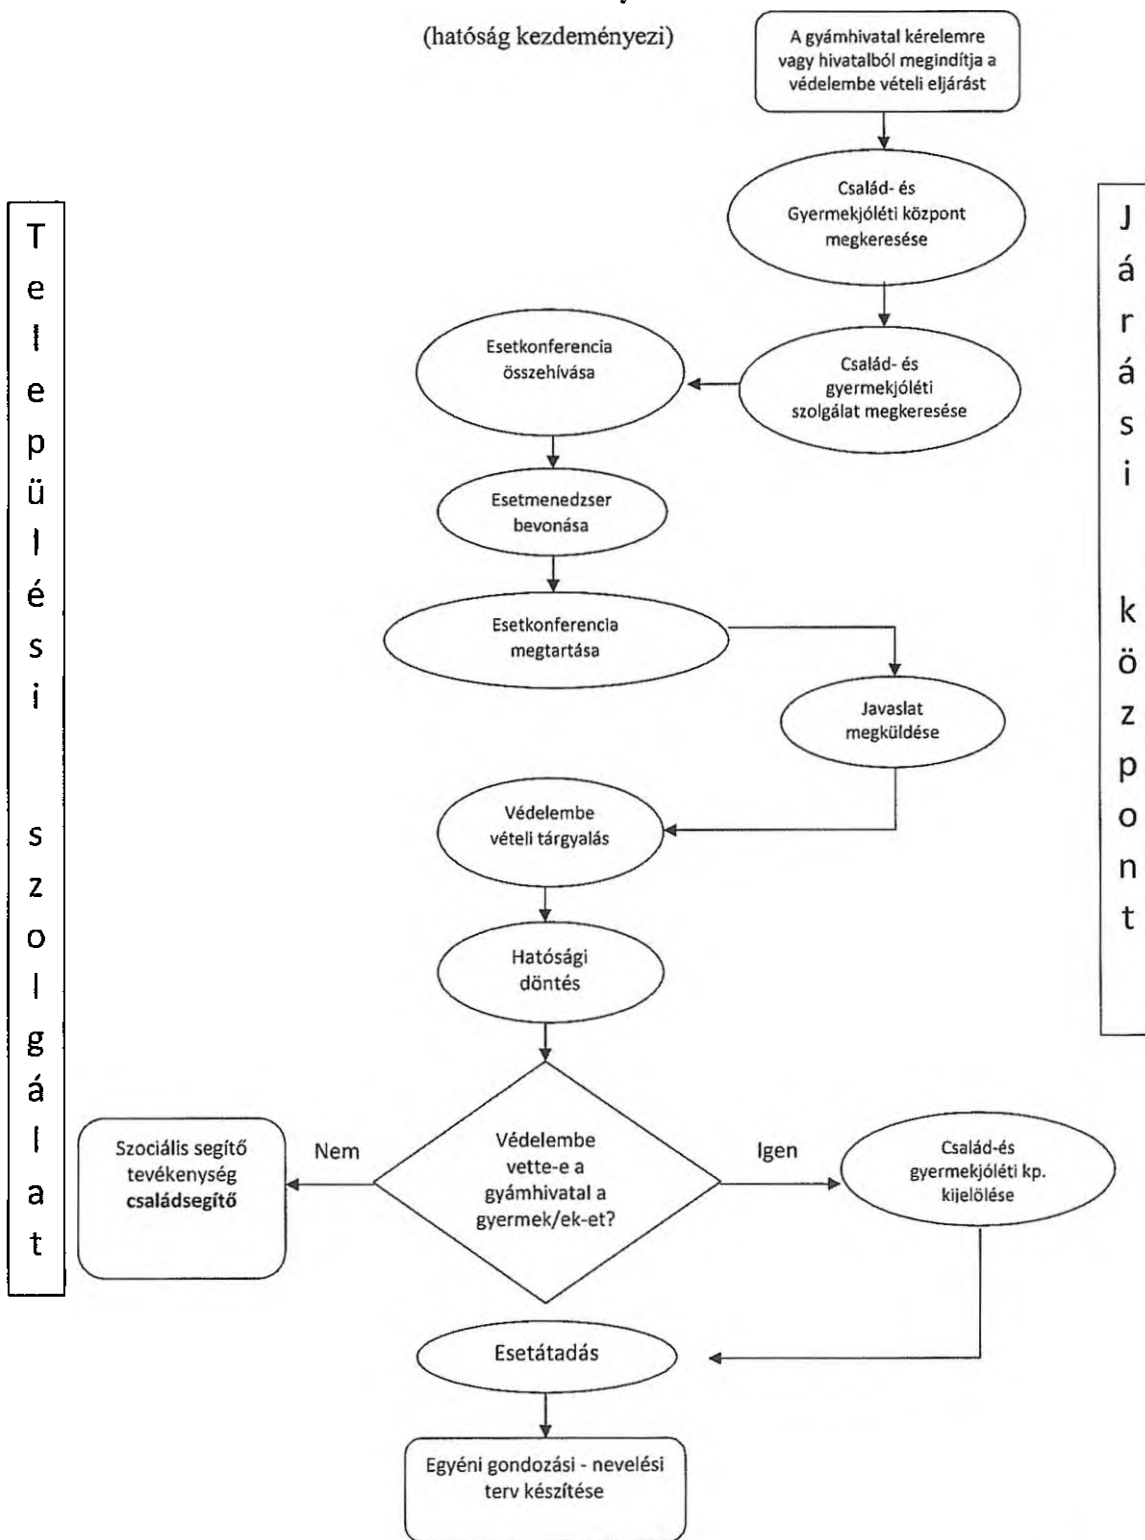 (hatóság kezdeményezi)
A gyámhivatal kérelemre
vagy hivatalból megindítja a
védelembe vételi eljárást
Család- és
Gyermekjóléti központ
megkeresése
Család- és
gyermekjóléti
szolgálat megkeresése
Esetkonferencia
összehívása
Esetmenedzser
bevonása
Esetkonferencia
megtartása
Javaslat
megküldése
Védelembe
vételi tárgyalás
Hatósági
döntés
Védelembe
vette-e a
gyámhivatal a
gyermek/ek-et?
Nem
Szociális segítő
tevékenység
családsegítő
Igen
Család-és
gyermekjóléti kp.
kijelölése
Esetátadás
Egyéni gondozási - nevelési
terv készítése
Települési szolgálat
Járási központ